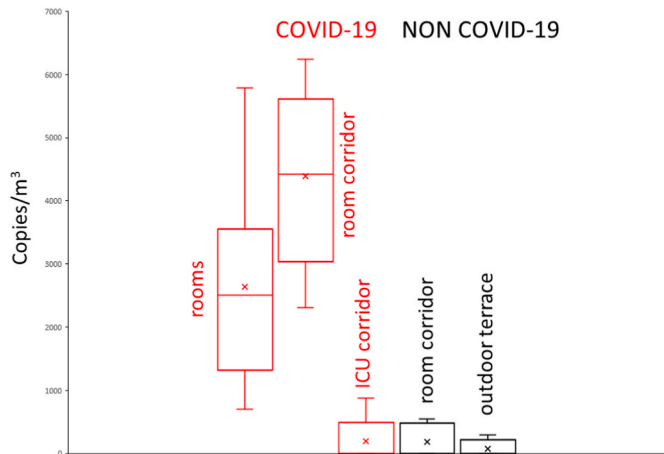 COVID-19 NON COVID-19
Copies/m³
7000
6000
5000
4000
3000
2000
1000
0
rooms
room corridor
ICU corridor
room corridor
outdoor terrace